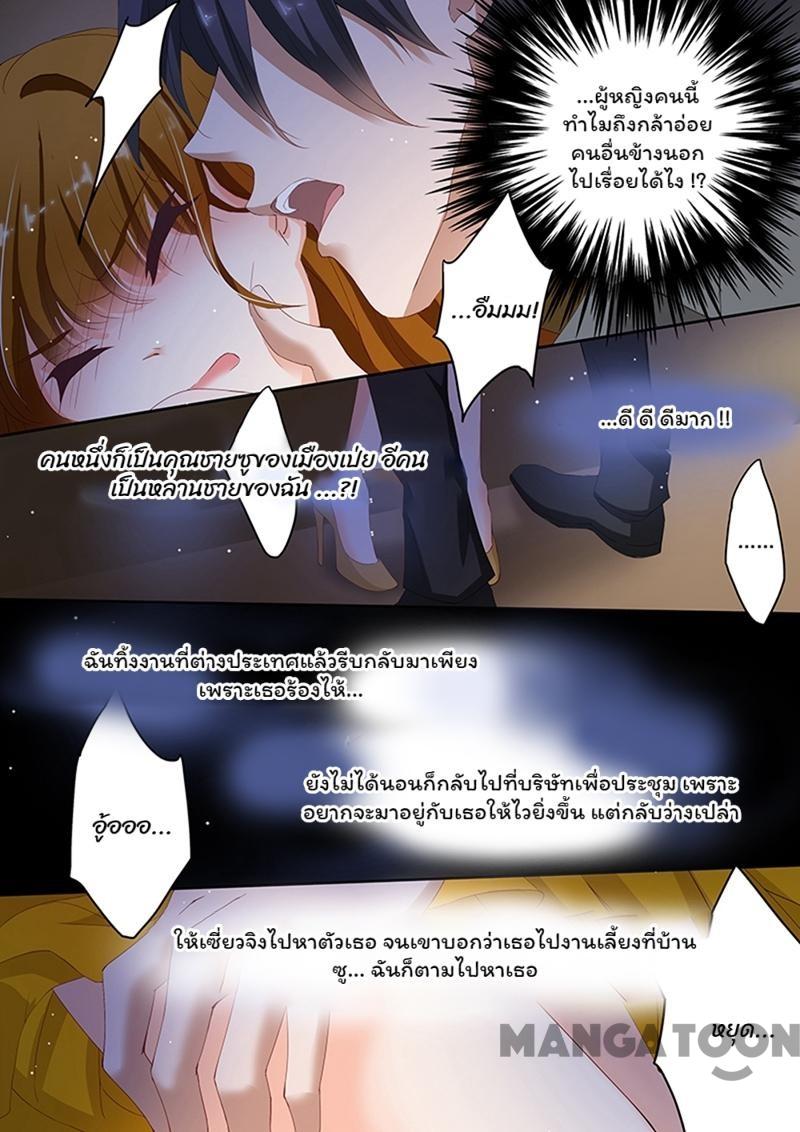 ...ผู้หญิงคนนี้
ทำไมถึงกล้าอ่อย
คนอื่นข้างนอก
ไปเรื่อยได้ไง !?
...อืมมม!
...ดี ดี ดีมาก !!
คนหนึ่งก็เป็นคุณชายซูของเมืองเป่ย อีคน
เป็นหลานชายของฉัน ...?!
......
ฉันทิ้งงานที่ต่างประเทศแล้วรีบกลับมาเพียง
เพราะเธอร้องไห้...
ยังไม่ได้นอนก็กลับไปที่บริษัทเพื่อประชุม เพราะ
อยากจะมาอยู่กับเธอให้ไวยิ่งขึ้น แต่กลับว่างเปล่า
อู้อออ...
ให้เซี่ยวจิงไปหาตัวเธอ จนเขาบอกว่าเธอไปงานเลี้ยงที่บ้าน
ซู... ฉันก็ตามไปหาเธอ
หยุด...
MANGATOON